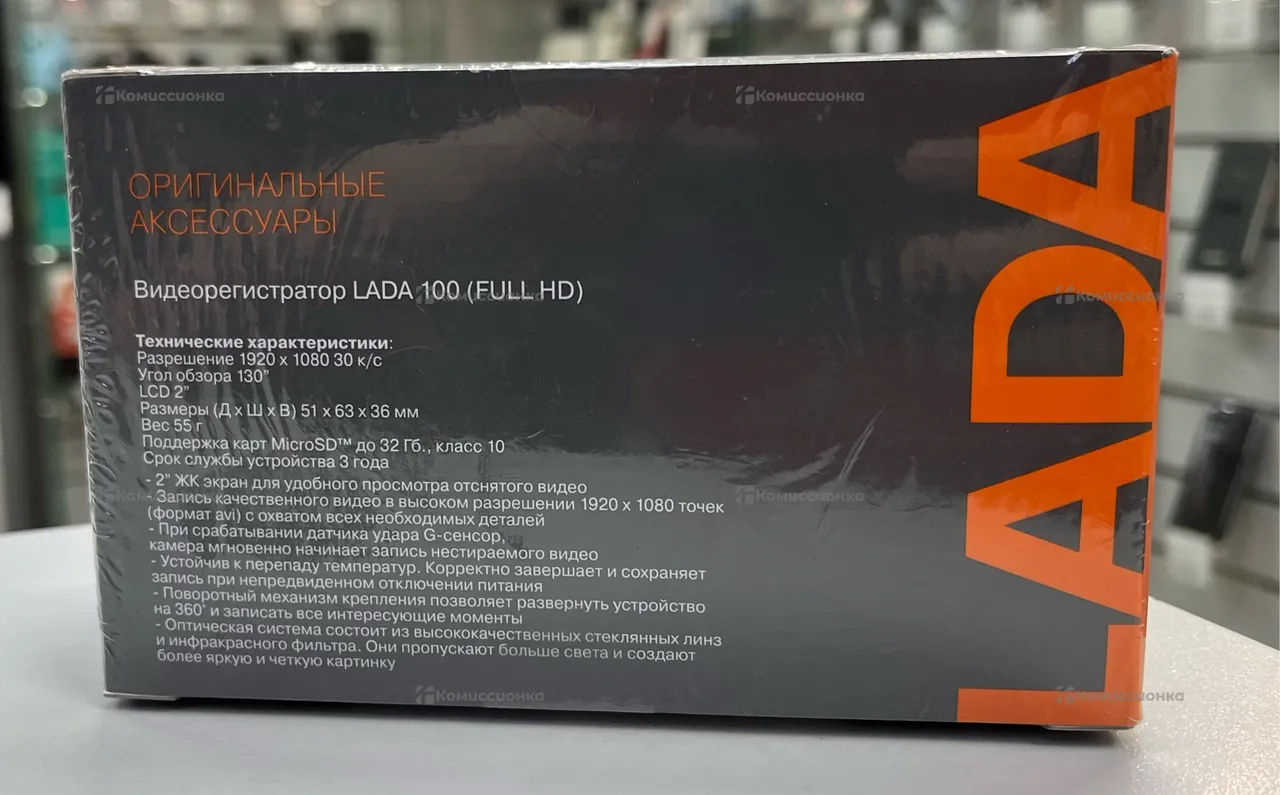 Комиссионка
Комиссионка
ОРИГИНАЛЬНЫЕ
АКСЕССУАРЫ
LADA
Видеорегистратор LADA 100 (FULL HD)
Комиссионка
Комиссионка
Технические характеристики:
Разрешение 1920 х 1080 30 к/с
Угол обзора 130"
LCD 2"
Размеры (Д х Ш х В) 51 х 63 х 36 мм
Вес 55 г
Поддержка карт MicroSD™ до 32 Гб., класс 10
Срок службы устройства 3 года
- 2" ЖК экран для удобного просмотра отснятого видео
- Запись качественного видео в высоком разрешении 1920 х 1080 точек
(формат avi) с охватом всех необходимых деталей
- При срабатывании датчика удара G-сенсор,
камера мгновенно начинает запись нестираемого видео
- Устойчив к перепаду температур. Корректно завершает и сохраняет
запись при непредвиденном отключении питания
- Поворотный механизм крепления позволяет развернуть устройство
на 360° и записать все интересующие моменты
- Оптическая система состоит из высококачественных стеклянных линз
и инфракрасного фильтра. Они пропускают больше света и создают
более яркую и четкую картинку
Комиссионка
Комиссионка
Комиссионка
Комиссионка